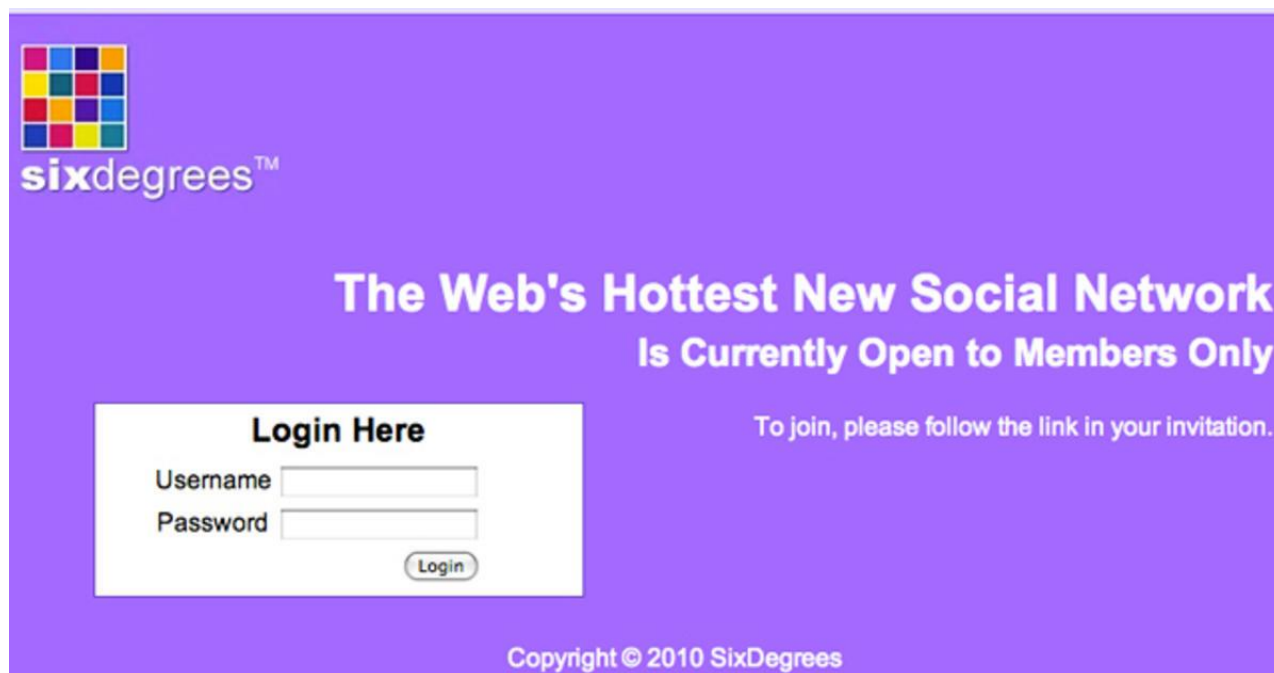 sixdegrees™
The Web's Hottest New Social Network
Is Currently Open to Members Only
Login Here
To join, please follow the link in your invitation.
Username
Password
Login
Copyright © 2010 SixDegrees